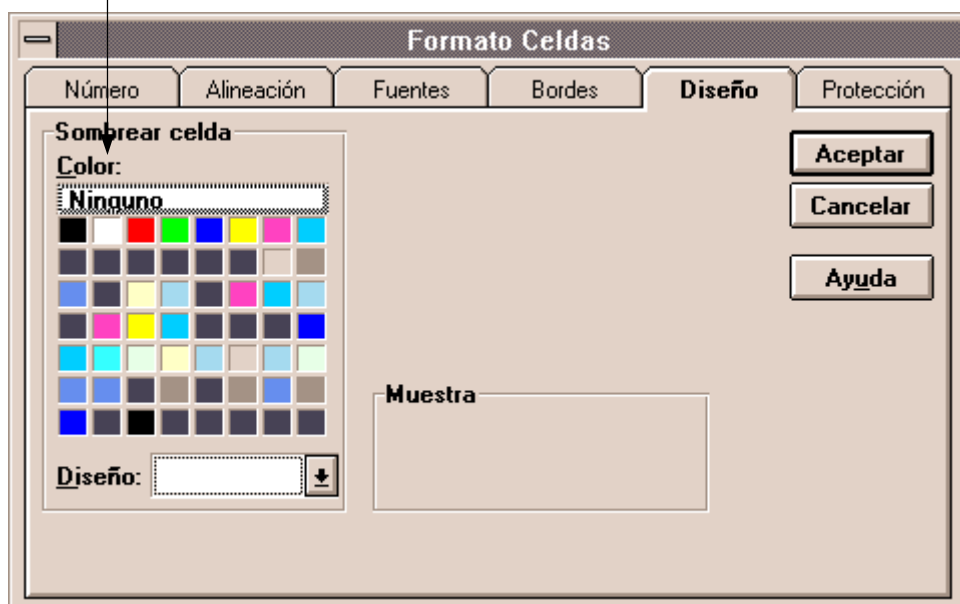 Formato Celdas
Número Alineación Fuentes Bordes Diseño Protección
Sombrear celda
Color:
Ninguno
Aceptar
Cancelar
Ayuda
Muestra
Diseño: